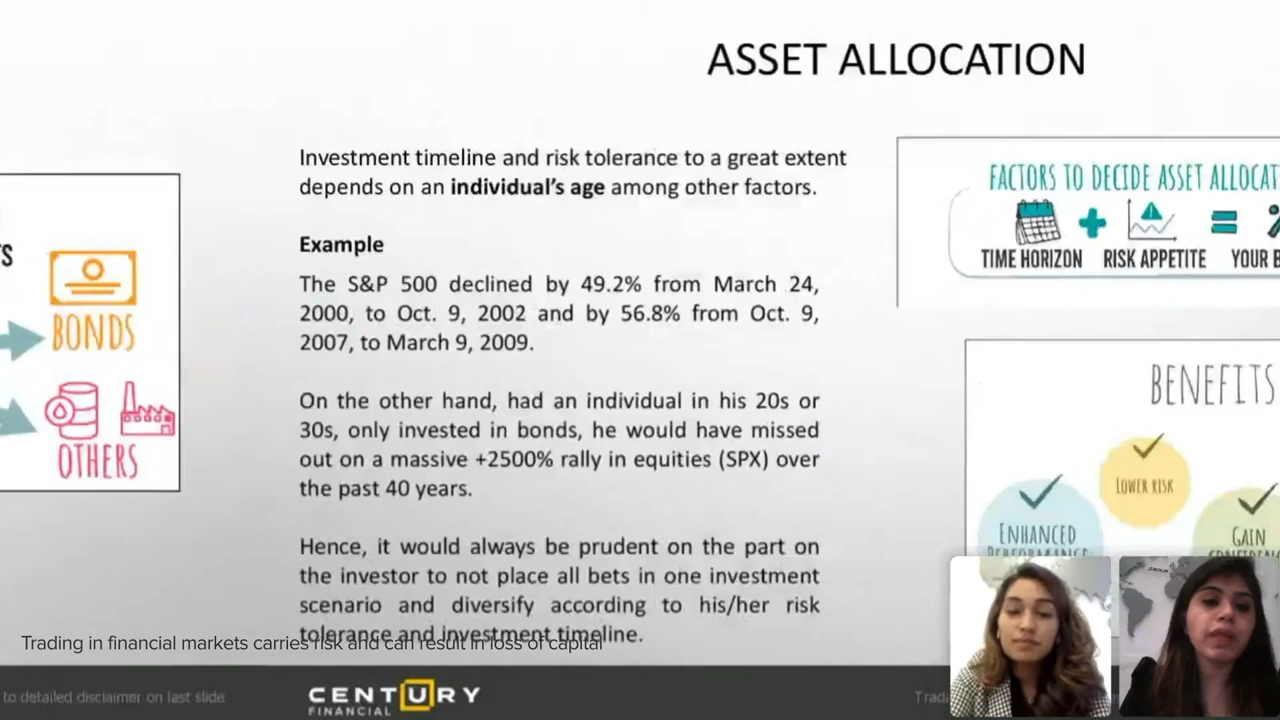 ASSET ALLOCATION
Investment timeline and risk tolerance to a great extent
depends on an individual's age among other factors.
Example
The S&P 500 declined by 49.2% from March 24,
2000, to Oct. 9, 2002 and by 56.8% from Oct. 9,
2007, to March 9, 2009.
On the other hand, had an individual in his 20s or
30s, only invested in bonds, he would have missed
out on a massive +2500% rally in equities (SPX) over
the past 40 years.
Hence, it would always be prudent on the part on
the investor to not place all bets in one investment
scenario and diversify according to his/her risk
tolerance and investment timeline.
BONDS
OTHERS
FACTORS TO DECIDE ASSET
TIME HORIZON
RISK APPETITE
YOUR
BENEFITS
LOWER RISK
ENHANCED
PERFORMANCE
GAIN
Trading in financial markets carries risk and can result in loss of capital
to detailed disclaimer on last slide
CENTURY
FINANCIAL